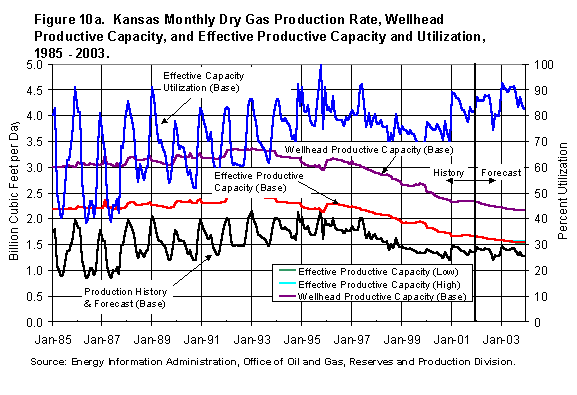 Figure 10a. Kansas Monthly Dry Gas Production Rate, Wellhead
Productive Capacity, and Effective Productive Capacity and Utilization,
1985 - 2003.
5.0
4.5
4.0
3.5
3.0
2.5
2.0
1.5
1.0
0.5
0.0
Billion Cubic Feet per Day
100
90
80
70
60
50
40
30
20
10
0
Percent Utilization
Effective Capacity
Utilization (Base)
Wellhead Productive Capacity (Base)
Effective Productive
Capacity (Base)
History
Forecast
Production History
& Forecast (Base)
Effective Productive Capacity (Low)
Effective Productive Capacity (High)
Wellhead Productive Capacity (Base)
Jan-85 Jan-87 Jan-89 Jan-91 Jan-93 Jan-95 Jan-97 Jan-99 Jan-01 Jan-03
Source: Energy Information Administration, Office of Oil and Gas, Reserves and Production Division.